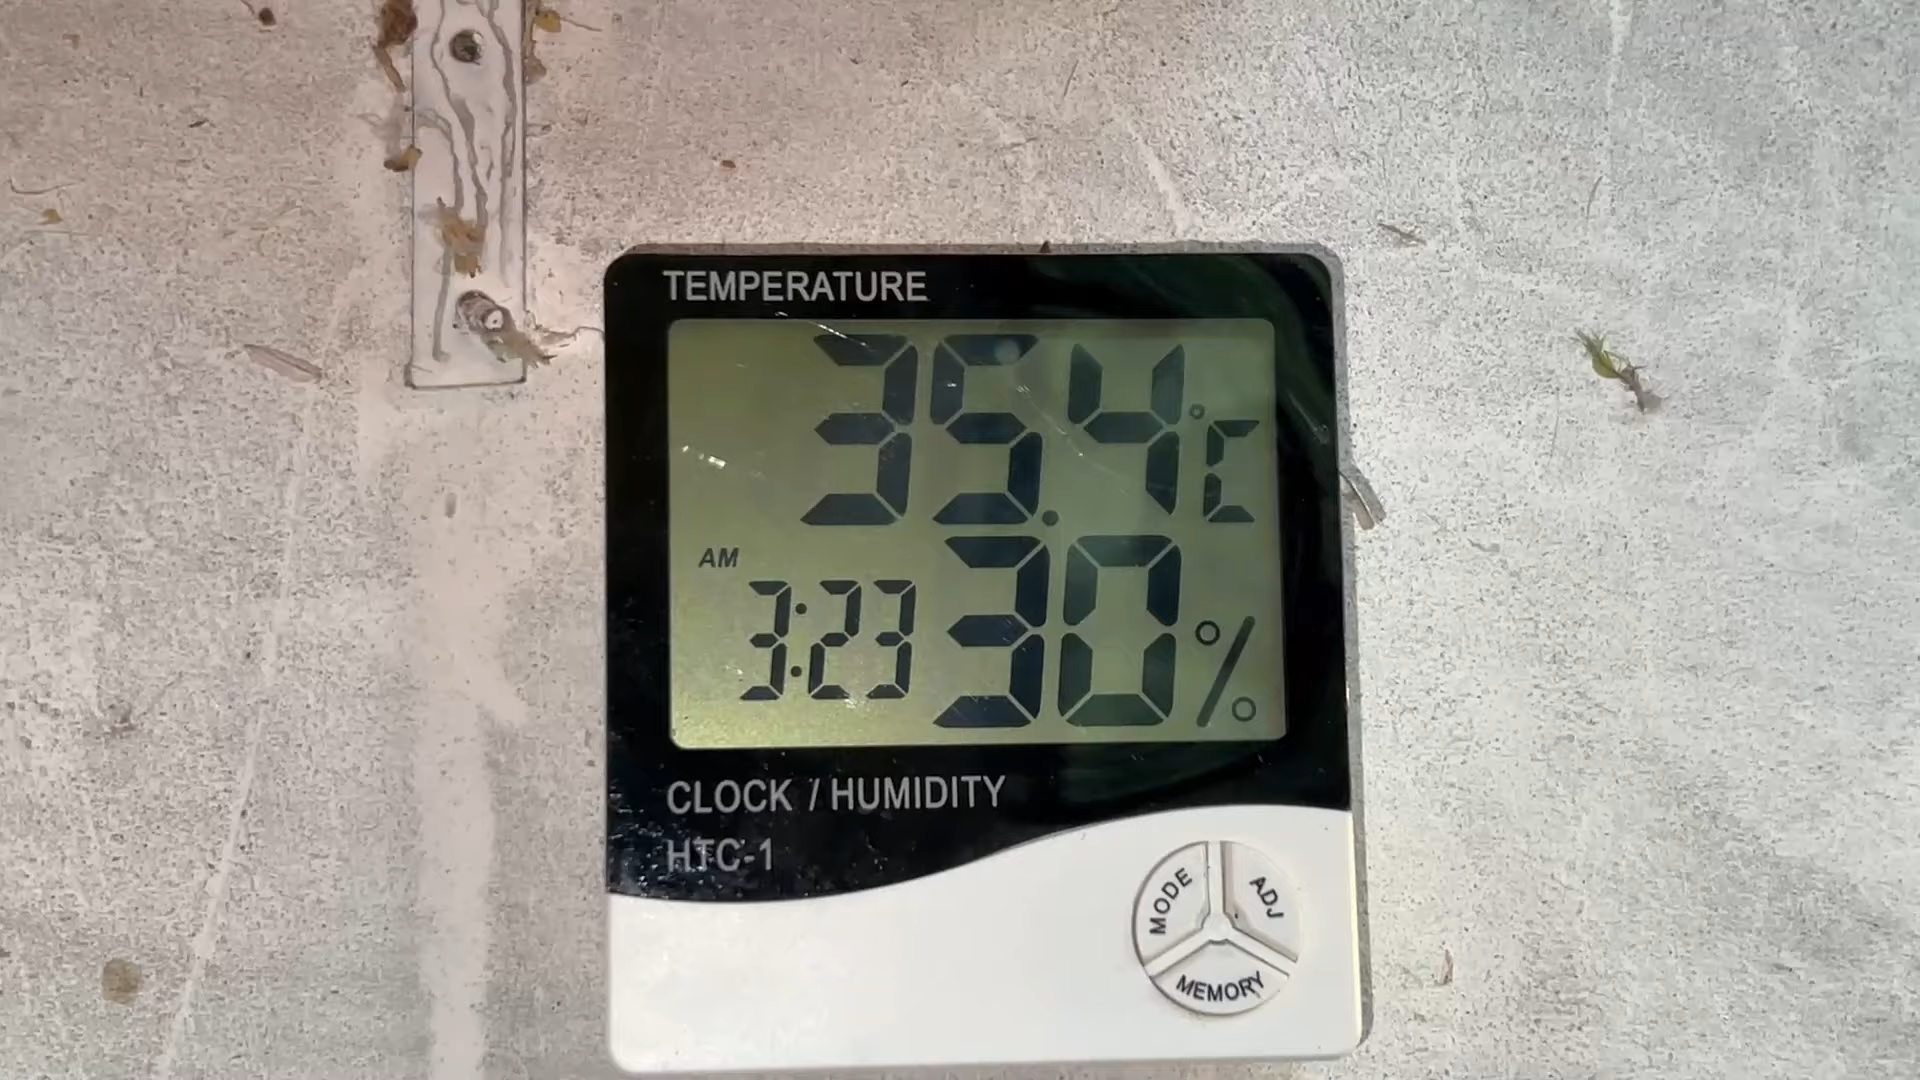 TEMPERATURE
35.4°C
AM
3:23
30%
CLOCK / HUMIDITY
HTC-1
MODE
ADJ
MEMORY